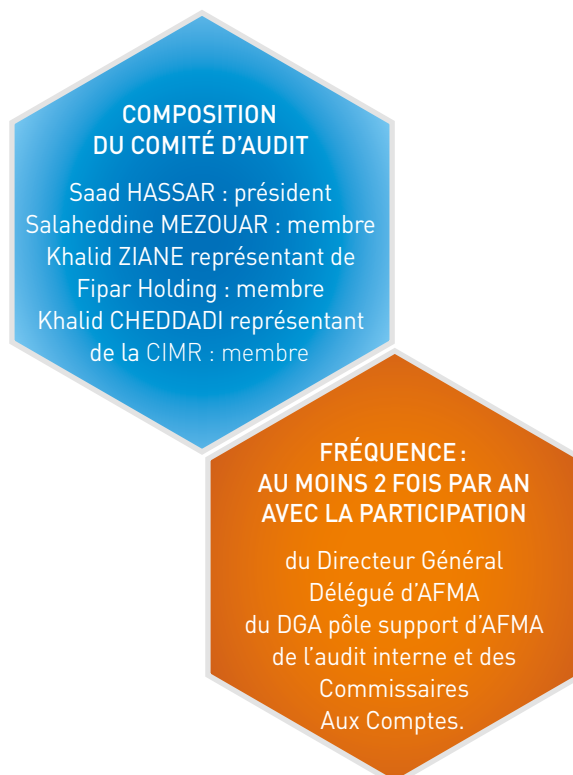 COMPOSITION
DU COMITÉ D'AUDIT
Saad HASSAR : président
Salaheddine MEZOUAR : membre
Khalid ZIANE représentant de
Fipar Holding : membre
Khalid CHEDDADI représentant
de la CIMR : membre
FRÉQUENCE :
AU MOINS 2 FOIS PAR AN
AVEC LA PARTICIPATION
du Directeur Général
Délégué d'AFMA
du DGA pôle support d'AFMA
de l'audit interne et des
Commissaires
Aux Comptes.